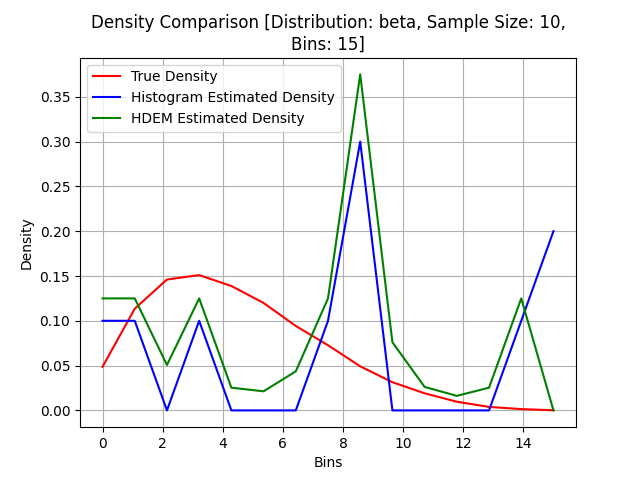 Density Comparison [Distribution: beta, Sample Size: 10,
Bins: 15]
True Density
Histogram Estimated Density
HDEM Estimated Density
Density
0.35
0.30
0.25
0.20
0.15
0.10
0.05
0.00
0 2 4 6 8 10 12 14
Bins